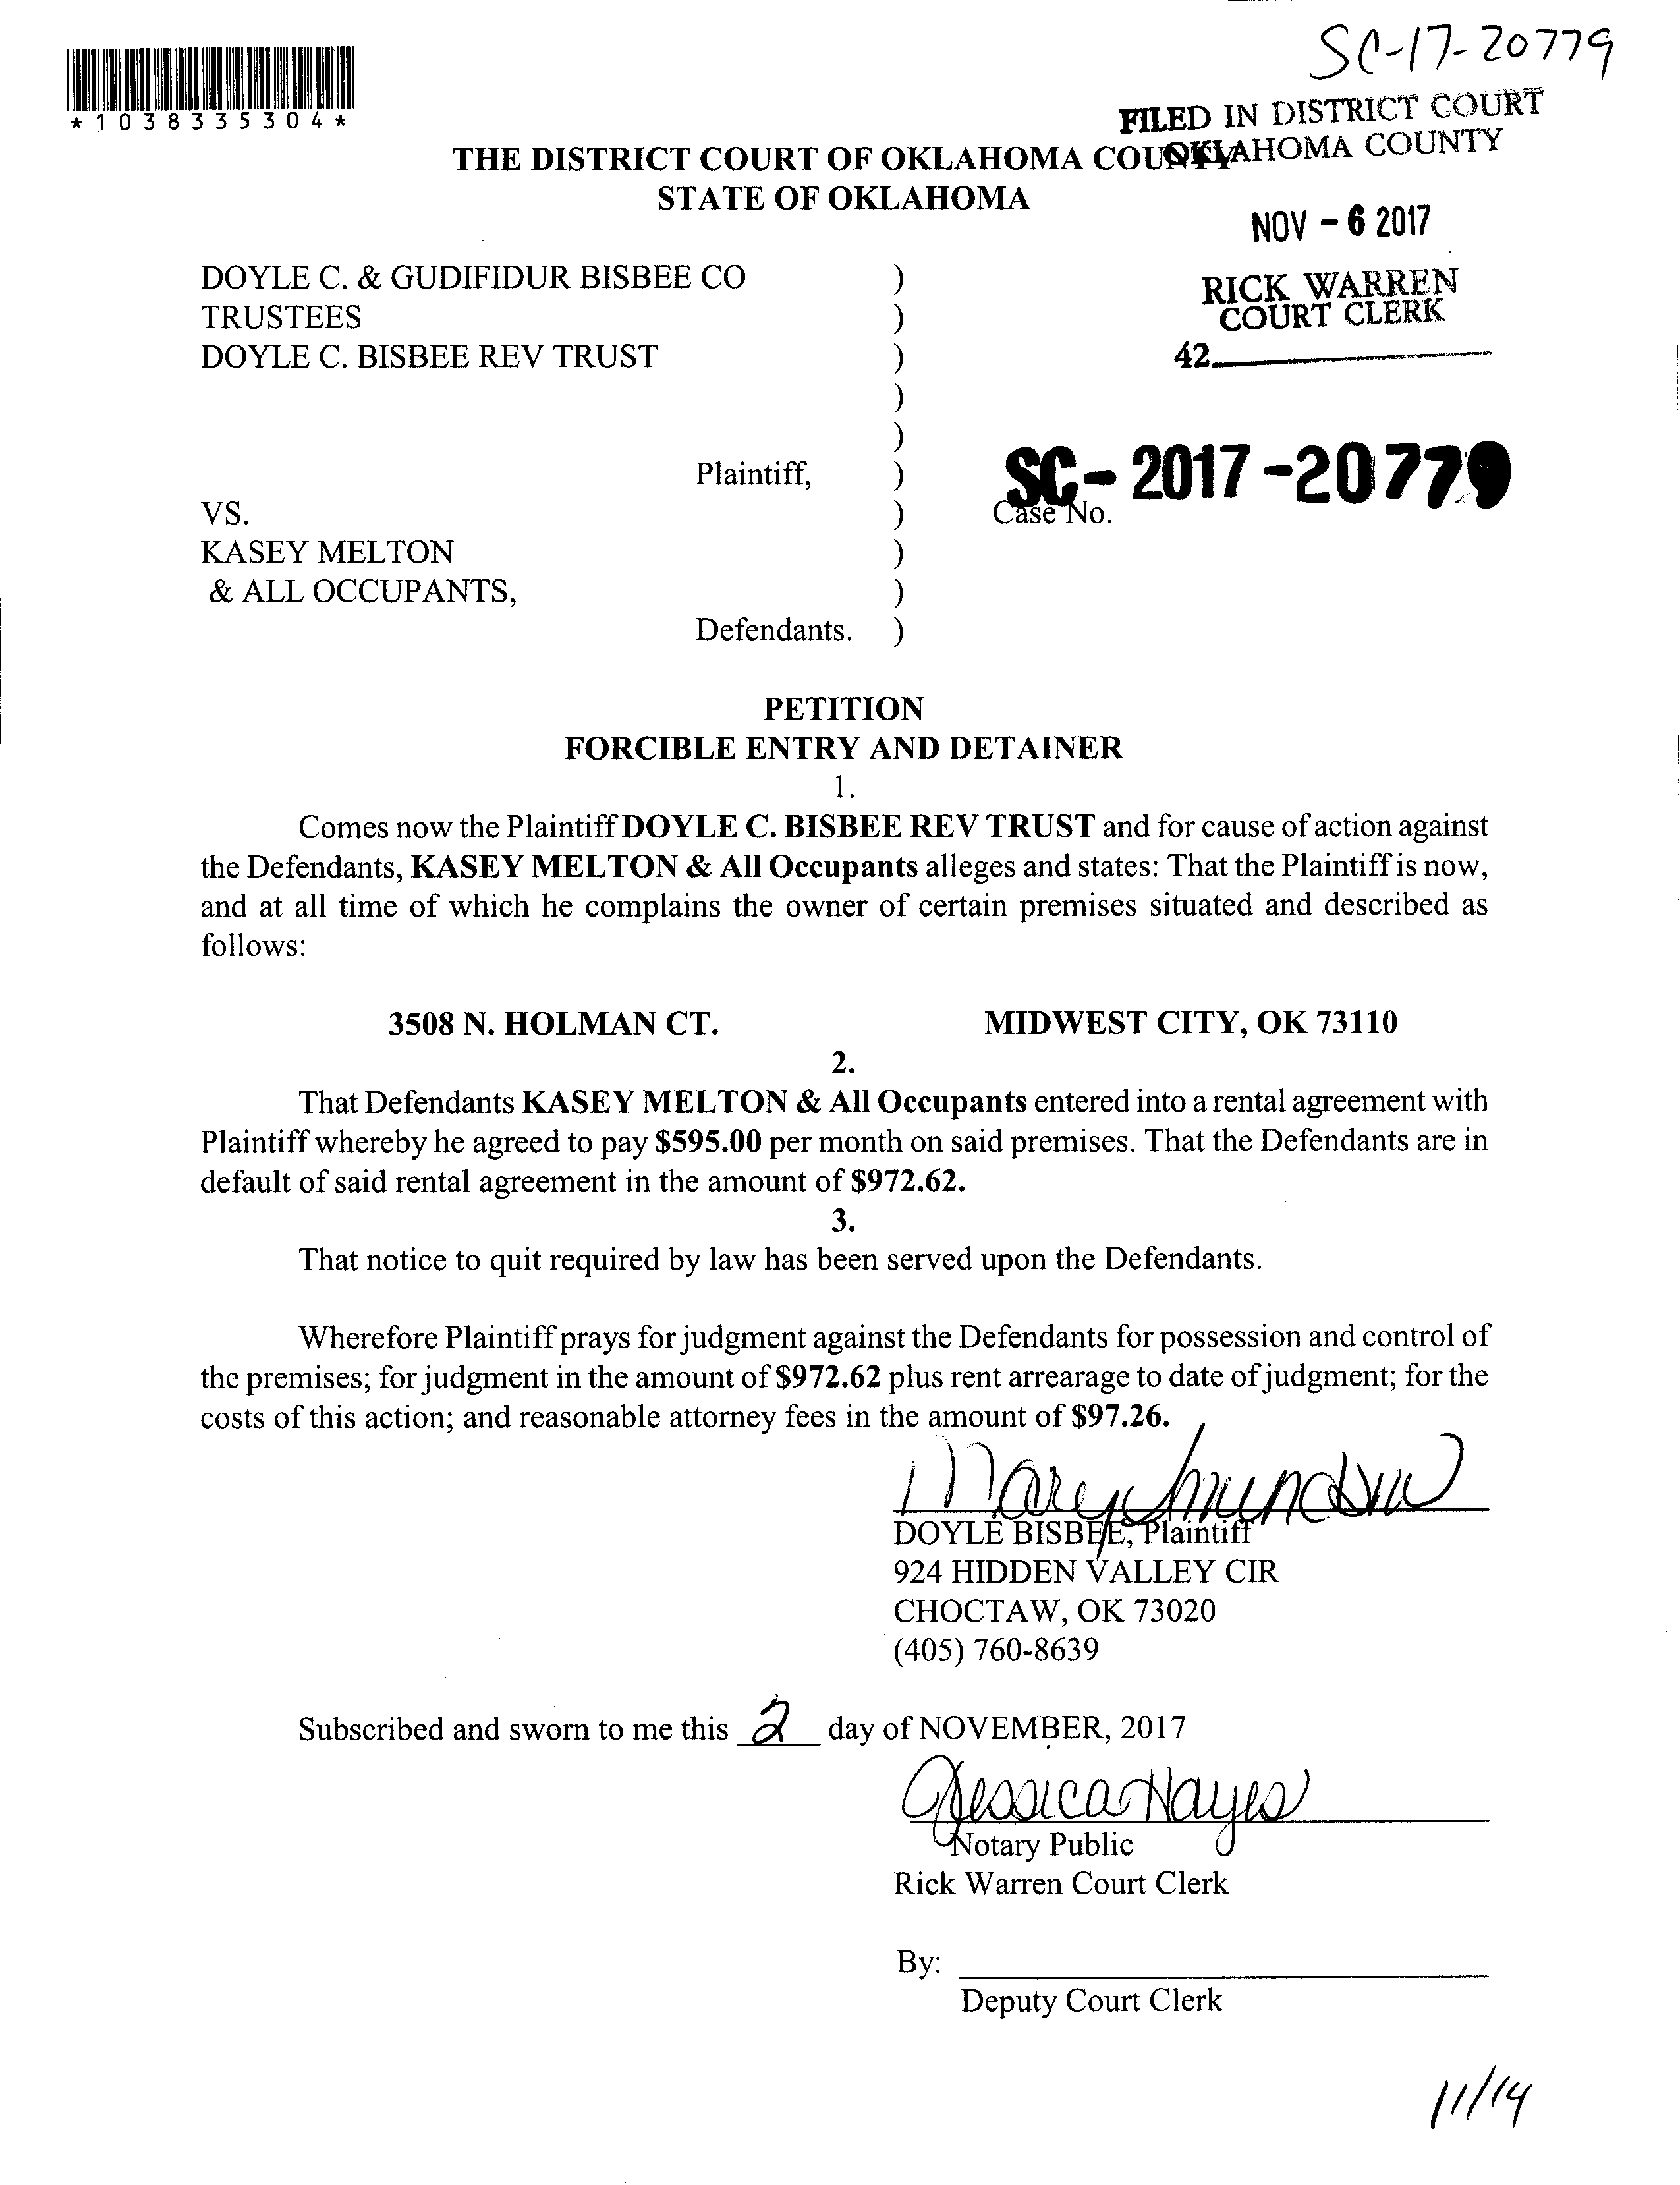 SC-17-20779
*1038335304*
FILED IN DISTRICT COURT
OKLAHOMA COUNTY
THE DISTRICT COURT OF OKLAHOMA COUNTY
STATE OF OKLAHOMA
NOV - 6 2017
RICK WARREN
COURT CLERK
42
DOYLE C. & GUDIFIDUR BISBEE CO )
TRUSTEES )
DOYLE C. BISBEE REV TRUST )
)
)
Plaintiff, )
SC- 2017 -20779
VS. ) Case No.
KASEY MELTON )
& ALL OCCUPANTS, )
Defendants. )
PETITION
FORCIBLE ENTRY AND DETAINER
1.
Comes now the Plaintiff DOYLE C. BISBEE REV TRUST and for cause of action against
the Defendants, KASEY MELTON & All Occupants alleges and states: That the Plaintiff is now,
and at all time of which he complains the owner of certain premises situated and described as
follows:
3508 N. HOLMAN CT. MIDWEST CITY, OK 73110
2.
That Defendants KASEY MELTON & All Occupants entered into a rental agreement with
Plaintiff whereby he agreed to pay $595.00 per month on said premises. That the Defendants are in
default of said rental agreement in the amount of $972.62.
3.
That notice to quit required by law has been served upon the Defendants.
Wherefore Plaintiff prays for judgment against the Defendants for possession and control of
the premises; for judgment in the amount of $972.62 plus rent arrearage to date of judgment; for the
costs of this action; and reasonable attorney fees in the amount of $97.26.
Mary
DOYLE BISBEE, Plaintiff
924 HIDDEN VALLEY CIR
CHOCTAW, OK 73020
(405) 760-8639
Subscribed and sworn to me this 2 day of NOVEMBER, 2017
Jessica Hayes
Notary Public
Rick Warren Court Clerk
By:
Deputy Court Clerk
11/14